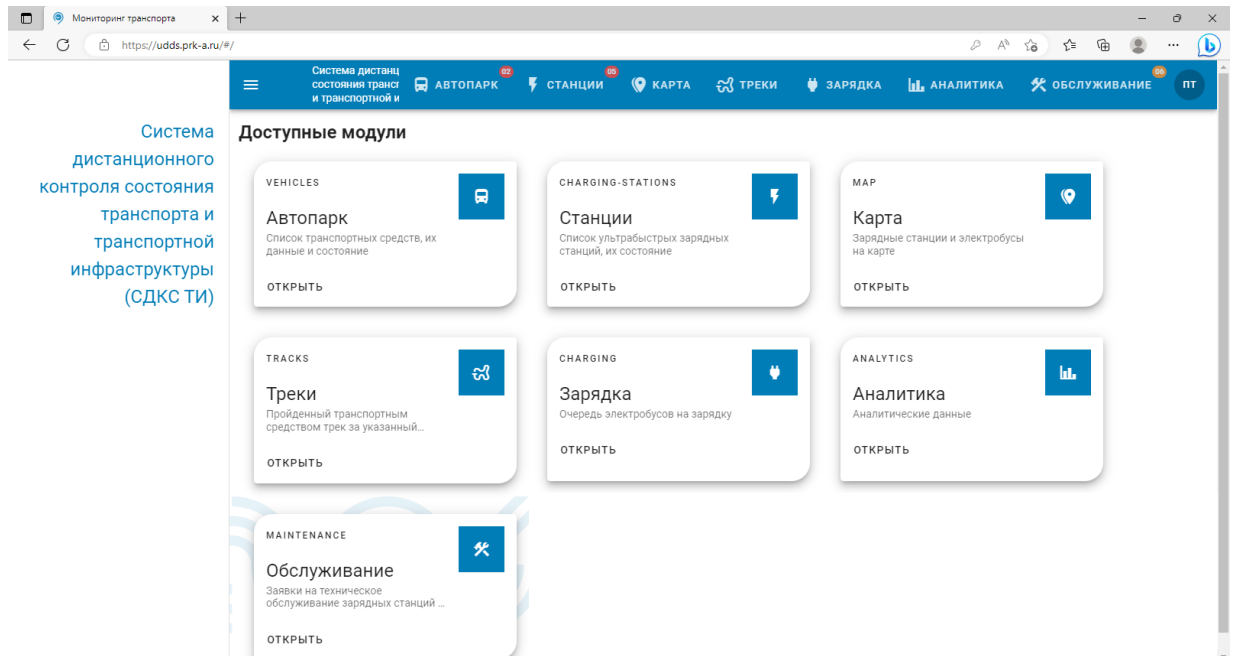 Мониторинг транспорта
https://udds.prk-a.ru/#/
Система дистанц
состояния трансг
и транспортной и
АВТОПАРК 02
СТАНЦИИ 05
КАРТА
ТРЕКИ
ЗАРЯДКА
АНАЛИТИКА
ОБСЛУЖИВАНИЕ 06
ПТ
Система
дистанционного
контроля состояния
транспорта и
транспортной
инфраструктуры
(СДКС ТИ)
Доступные модули
VEHICLES
Автопарк
Список транспортных средств, их
данные и состояние
ОТКРЫТЬ
CHARGING-STATIONS
Станции
Список ультрабыстрых зарядных
станций, их состояние
ОТКРЫТЬ
MAP
Карта
Зарядные станции и электробусы
на карте
ОТКРЫТЬ
TRACKS
Треки
Пройденный транспортным
средством трек за указанный...
ОТКРЫТЬ
CHARGING
Зарядка
Очередь электробусов на зарядку
ОТКРЫТЬ
ANALYTICS
Аналитика
Аналитические данные
ОТКРЫТЬ
MAINTENANCE
Обслуживание
Заявки на техническое
обслуживание зарядных станций ...
ОТКРЫТЬ